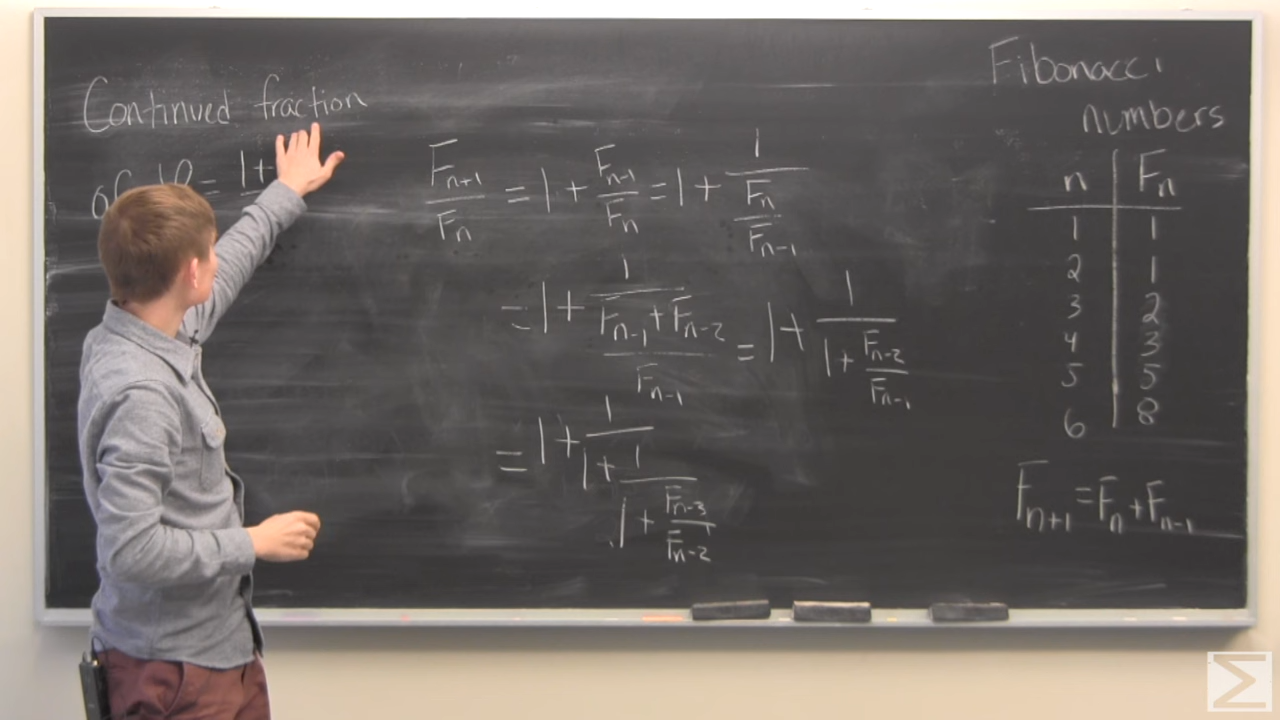 Continued fraction
of φ = 1+
F_{n+1}/F_n = 1 + F_{n-1}/F_n = 1 + 1/(F_n/F_{n-1})
= 1 + 1/((F_{n-1} + F_{n-2})/F_{n-1}) = 1 + 1/(1 + F_{n-2}/F_{n-1})
= 1 + 1/(1 + 1/(1 + F_{n-3}/F_{n-2}))
Fibonacci
numbers
n F_n
1 1
2 1
3 2
4 3
5 5
6 8
F_{n+1} = F_n + F_{n-1}
Σ